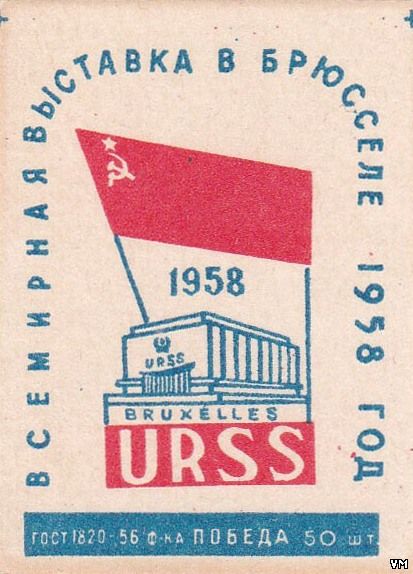 ВСЕМИРНАЯ ВЫСТАВКА В БРЮССЕЛЕ 1958 ГОД
1958
URSS
BRUXELLES
URSS
ГОСТ 1820-56 Ф-КА ПОБЕДА 50 ШТ.
VM